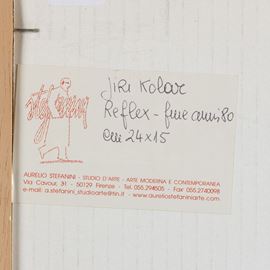 Jiri Kolar
Reflex - fine anni 80
cm 24x15
AURELIO STEFANINI - STUDIO D'ARTE - ARTE MODERNA E CONTEMPORANEA
Via Cavour, 31 - 50129 Firenze - Tel. 055.294505 - Fax 055.2740098
e-mail: a.stefanini_studioarte@tin.it - www.aureliostefaniniarte.com